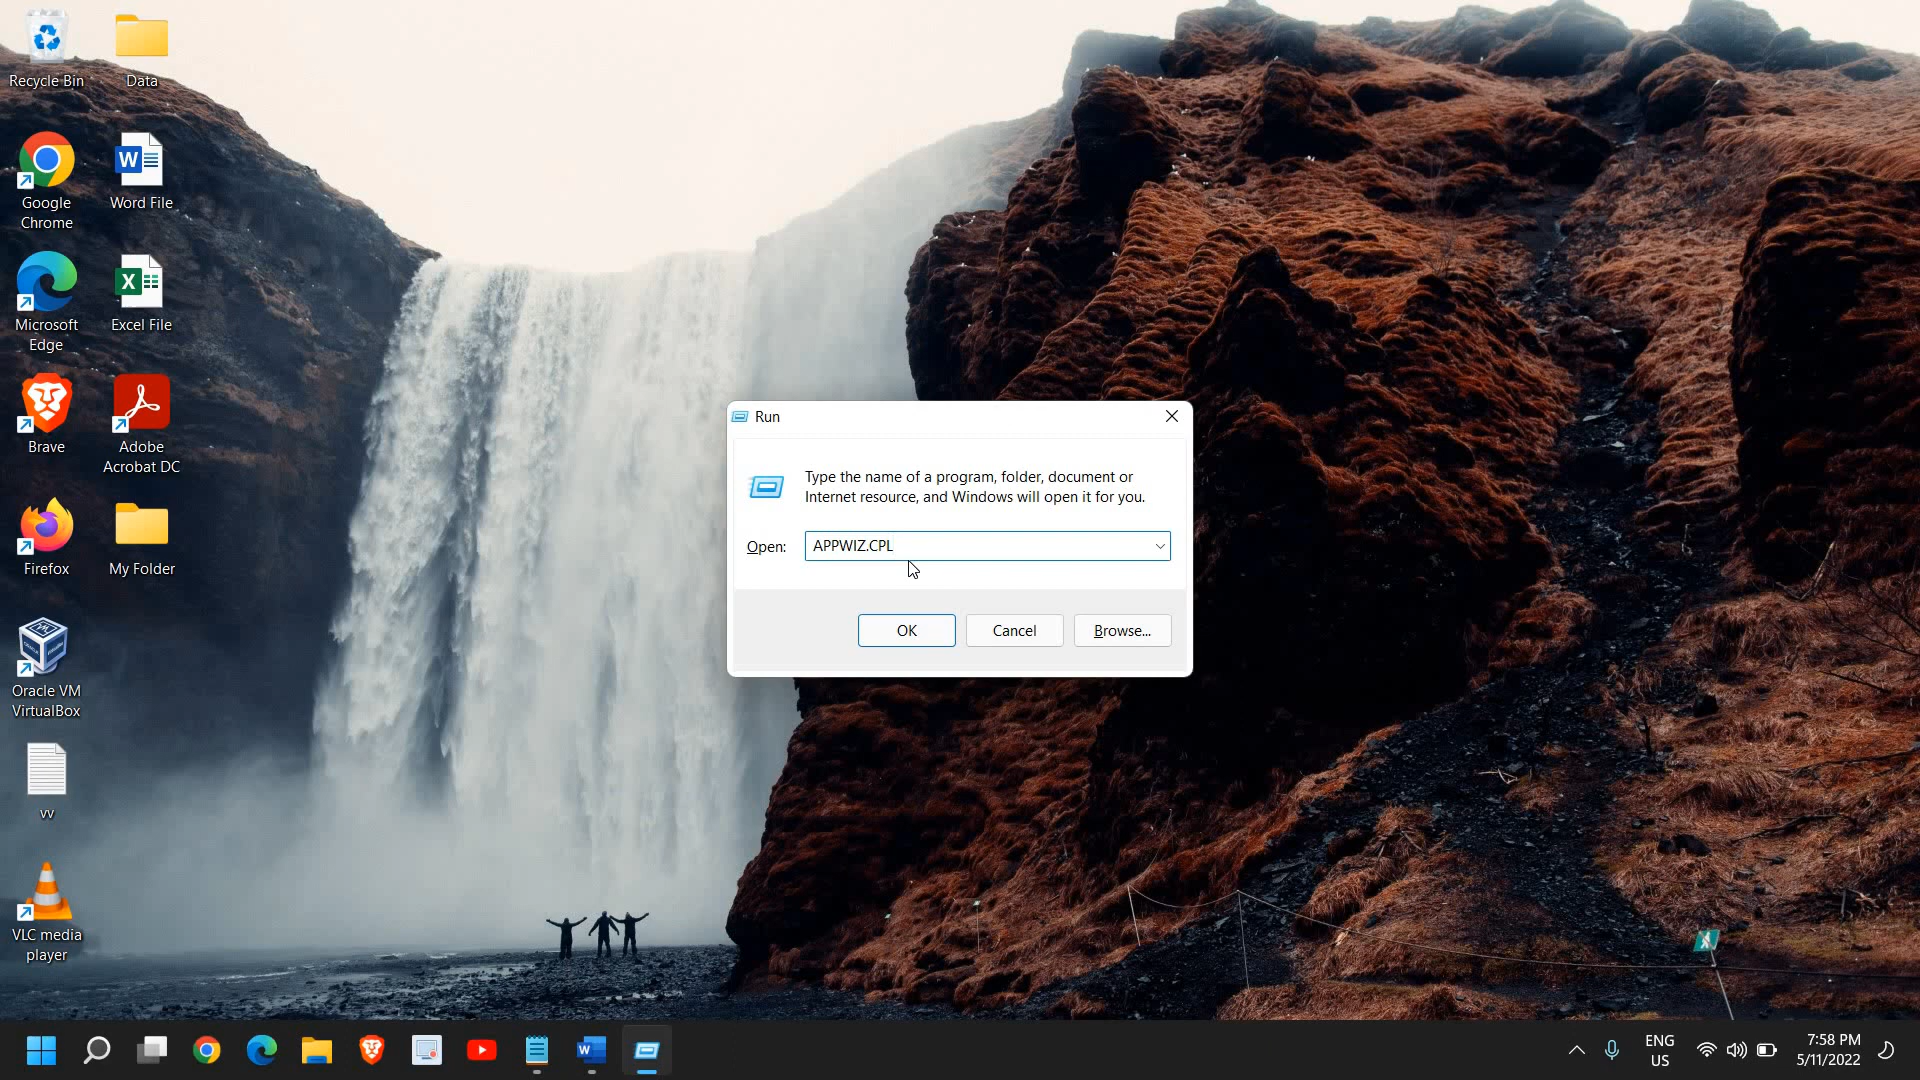 Recycle Bin
Data
Google
Chrome
Word File
Microsoft
Edge
Excel File
Brave
Adobe
Acrobat DC
Firefox
My Folder
Oracle VM
VirtualBox
vv
VLC media
player
Run
Type the name of a program, folder, document or
Internet resource, and Windows will open it for you.
Open:
APPWIZ.CPL
OK
Cancel
Browse...
ENG
US
7:58 PM
5/11/2022